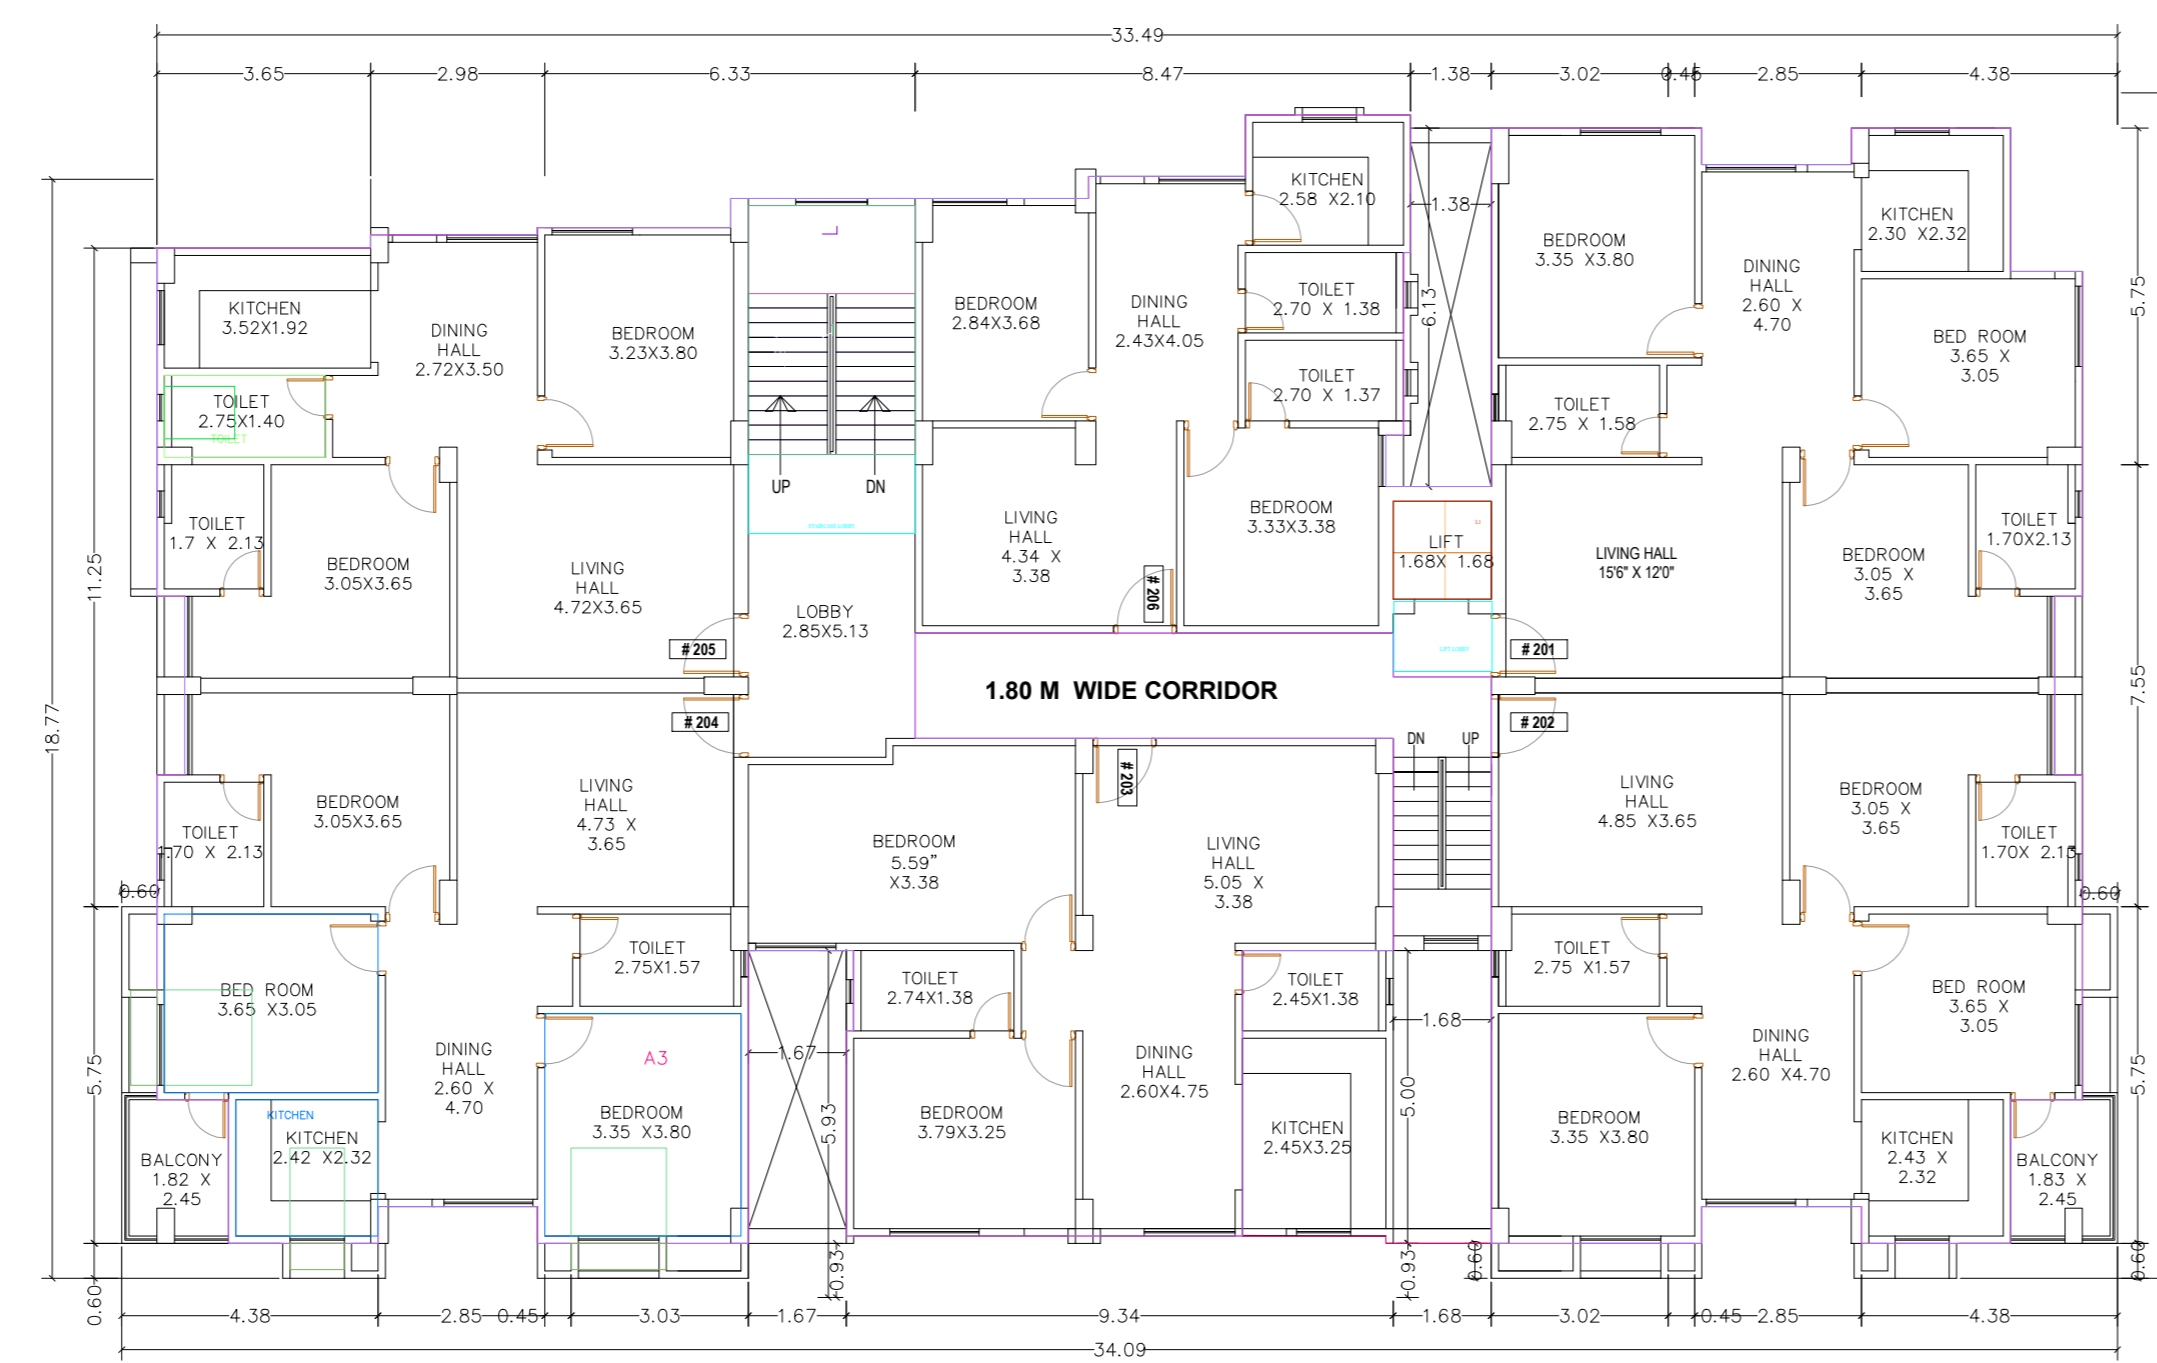 33.49
3.65
2.98
6.33
8.47
1.38
3.02
0.45
2.85
4.38
KITCHEN
3.52X1.92
DINING
HALL
2.72X3.50
BEDROOM
3.23X3.80
TOILET
2.75X1.40
TOILET
TOILET
1.7 X 2.13
BEDROOM
3.05X3.65
LIVING
HALL
4.72X3.65
# 205
L
UP
DN
STAIRCASE LOBBY
LOBBY
2.85X5.13
BEDROOM
2.84X3.68
DINING
HALL
2.43X4.05
KITCHEN
2.58 X2.10
TOILET
2.70 X 1.38
TOILET
2.70 X 1.37
LIVING
HALL
4.34 X
3.38
BEDROOM
3.33X3.38
# 206
1.38
6.13
LIFT
1.68X 1.68
LIFT LOBBY
BEDROOM
3.35 X3.80
DINING
HALL
2.60 X
4.70
KITCHEN
2.30 X2.32
BED ROOM
3.65 X
3.05
TOILET
2.75 X 1.58
LIVING HALL
15'6" X 12'0"
BEDROOM
3.05 X
3.65
TOILET
1.70X2.13
# 201
1.80 M WIDE CORRIDOR
5.75
7.55
5.75
0.60
0.60
18.77
11.25
5.75
0.60
0.60
# 204
BEDROOM
3.05X3.65
LIVING
HALL
4.73 X
3.65
TOILET
1.70 X 2.13
BED ROOM
3.65 X3.05
TOILET
2.75X1.57
DINING
HALL
2.60 X
4.70
A3
BEDROOM
3.35 X3.80
KITCHEN
KITCHEN
2.42 X2.32
BALCONY
1.82 X
2.45
# 203
BEDROOM
5.59"
X3.38
LIVING
HALL
5.05 X
3.38
TOILET
2.74X1.38
TOILET
2.45X1.38
1.67
5.93
0.93
BEDROOM
3.79X3.25
DINING
HALL
2.60X4.75
KITCHEN
2.45X3.25
DN
UP
1.68
5.00
0.93
0.60
# 202
LIVING
HALL
4.85 X3.65
BEDROOM
3.05 X
3.65
TOILET
1.70X 2.13
TOILET
2.75 X1.57
BED ROOM
3.65 X
3.05
DINING
HALL
2.60 X4.70
BEDROOM
3.35 X3.80
KITCHEN
2.43 X
2.32
BALCONY
1.83 X
2.45
4.38
2.85
0.45
3.03
1.67
9.34
1.68
3.02
0.45
2.85
4.38
34.09